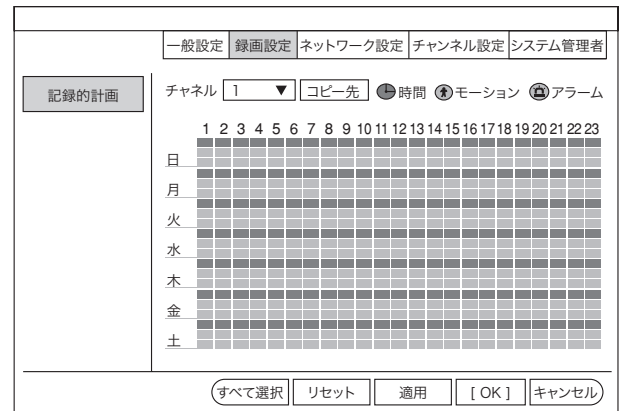 一般設定 録画設定 ネットワーク設定 チャンネル設定 システム管理者
記録的計画
チャネル 1 ▼ コピー先 時間 モーション アラーム
1 2 3 4 5 6 7 8 9 10 11 12 13 14 15 16 17 18 19 20 21 22 23
日
月
火
水
木
金
土
すべて選択 リセット 適用 [ OK ] キャンセル